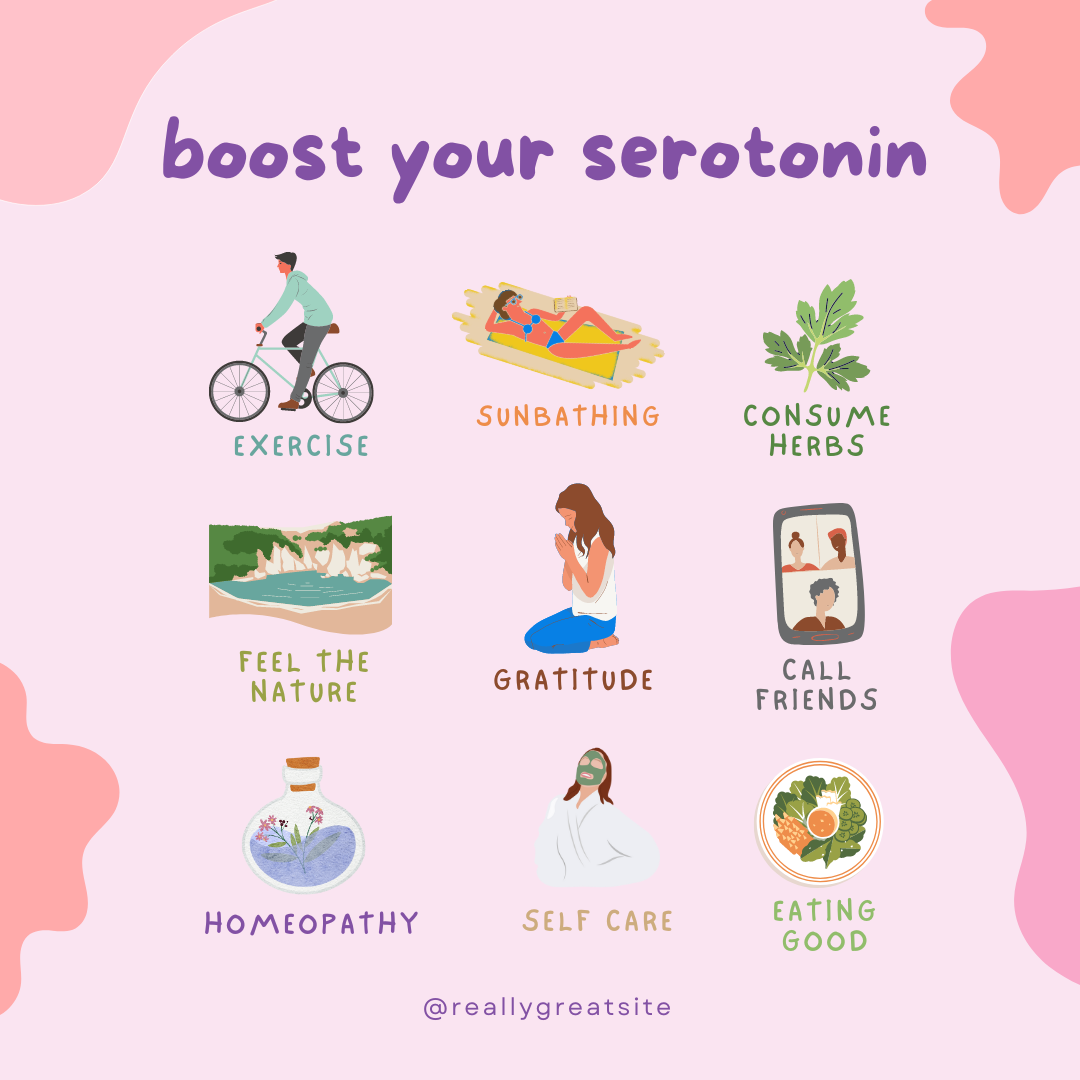 boost your serotonin
EXERCISE
SUNBATHING
CONSUME
HERBS
FEEL THE
NATURE
GRATITUDE
CALL
FRIENDS
HOMEOPATHY
SELF CARE
EATING
GOOD
@reallygreatsite